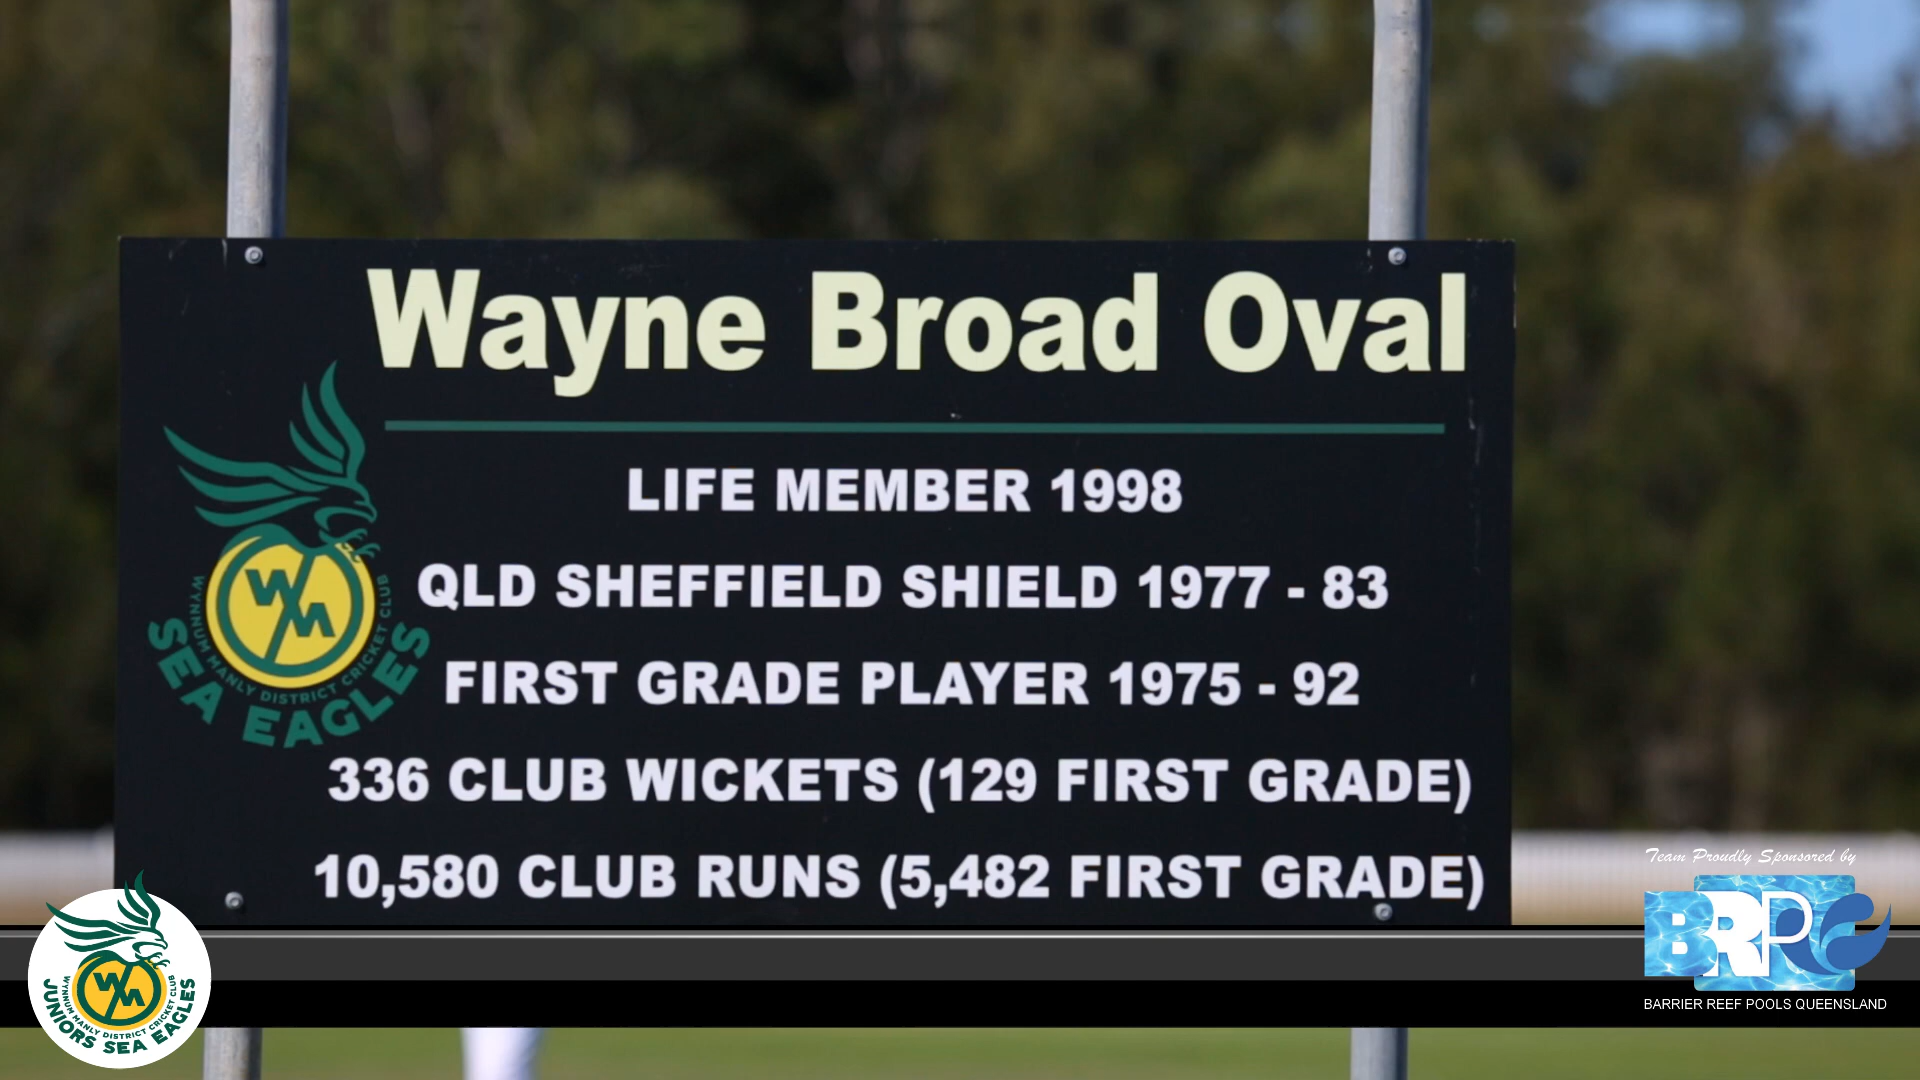 Wayne Broad Oval
LIFE MEMBER 1998
QLD SHEFFIELD SHIELD 1977 - 83
FIRST GRADE PLAYER 1975 - 92
336 CLUB WICKETS (129 FIRST GRADE)
10,580 CLUB RUNS (5,482 FIRST GRADE)
WM
WYNNUM MANLY DISTRICT CRICKET CLUB
SEA EAGLES
WM
WYNNUM MANLY DISTRICT CRICKET CLUB
JUNIORS SEA EAGLES
Team Proudly Sponsored by
BRP
BARRIER REEF POOLS QUEENSLAND